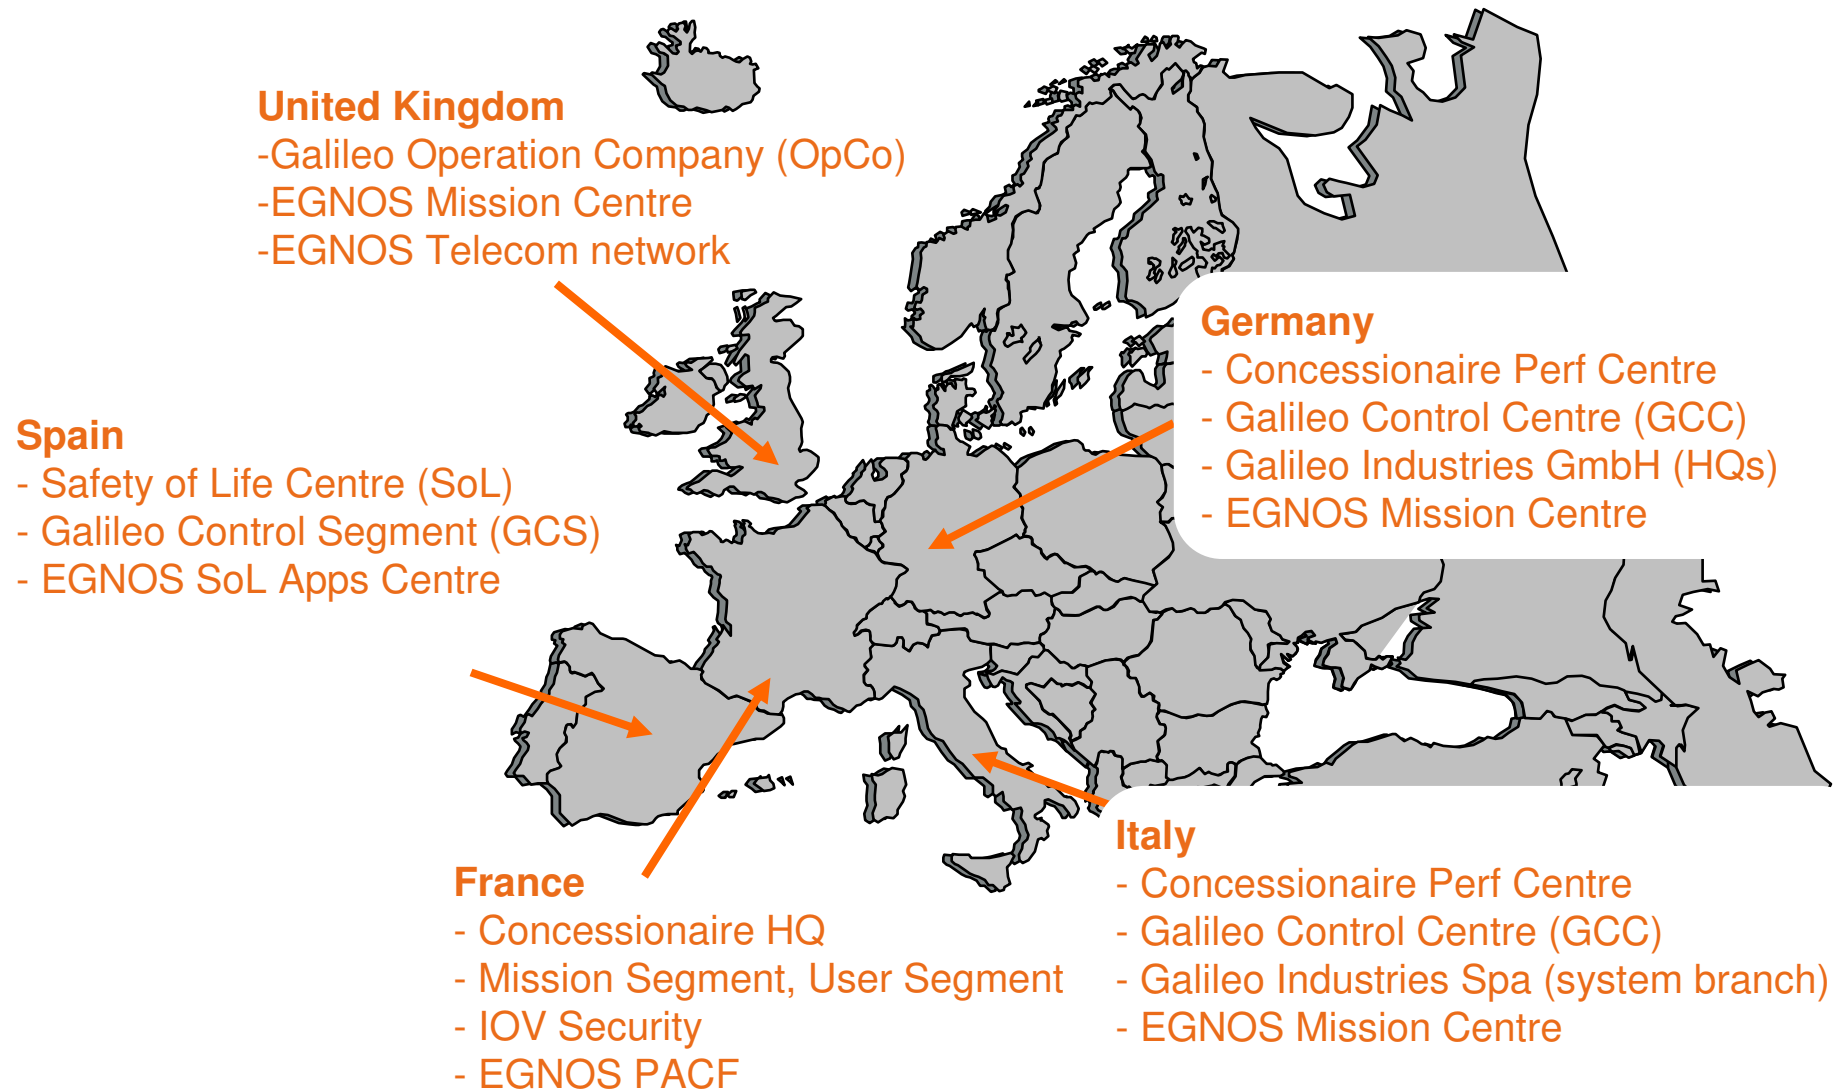 United Kingdom
-Galileo Operation Company (OpCo)
-EGNOS Mission Centre
-EGNOS Telecom network
Germany
- Concessionaire Perf Centre
- Galileo Control Centre (GCC)
- Galileo Industries GmbH (HQs)
- EGNOS Mission Centre
Spain
- Safety of Life Centre (SoL)
- Galileo Control Segment (GCS)
- EGNOS SoL Apps Centre
France
- Concessionaire HQ
- Mission Segment, User Segment
- IOV Security
- EGNOS PACF
Italy
- Concessionaire Perf Centre
- Galileo Control Centre (GCC)
- Galileo Industries Spa (system branch)
- EGNOS Mission Centre